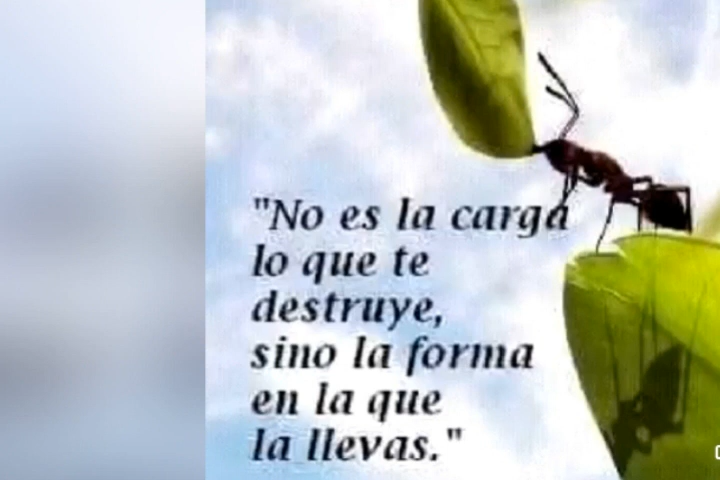 "No es la carga
lo que te
destruye,
sino la forma
en la que
la llevas."